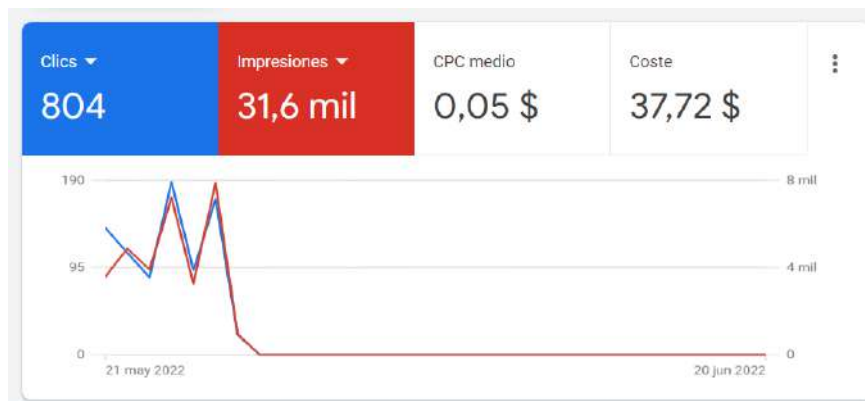 Clics
Impresiones
CPC medio
Coste
804
31,6 mil
0,05 $
37,72 $
190
8 mil
95
4 mil
0
0
21 may 2022
20 jun 2022